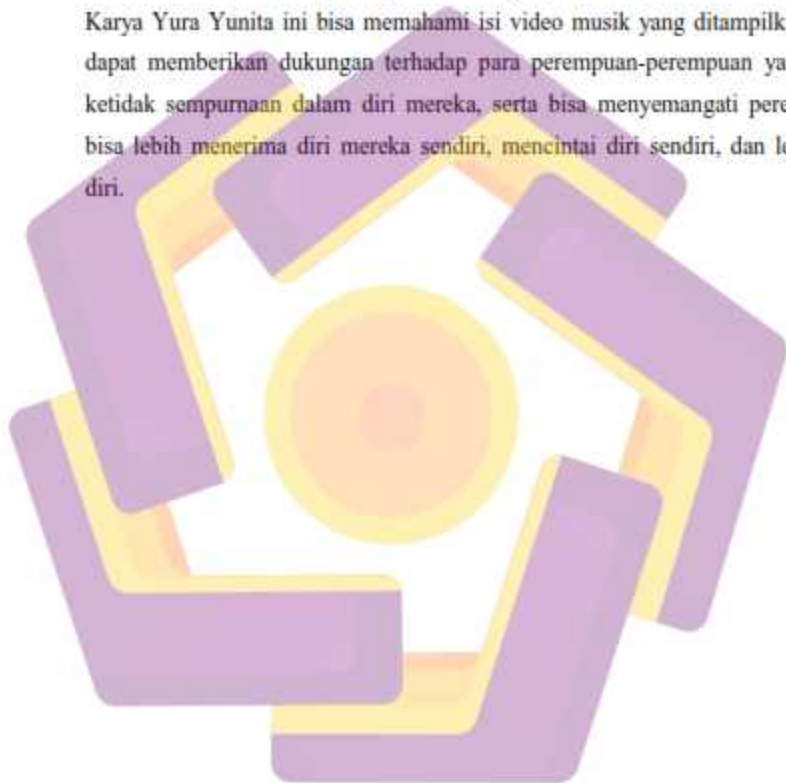 Karya Yura Yunita ini bisa memahami isi video musik yang ditampilk
dapat memberikan dukungan terhadap para perempuan-perempuan ya
ketidak sempurnaan dalam diri mereka, serta bisa menyemangati pere
bisa lebih menerima diri mereka sendiri, mencintai diri sendiri, dan le
diri.